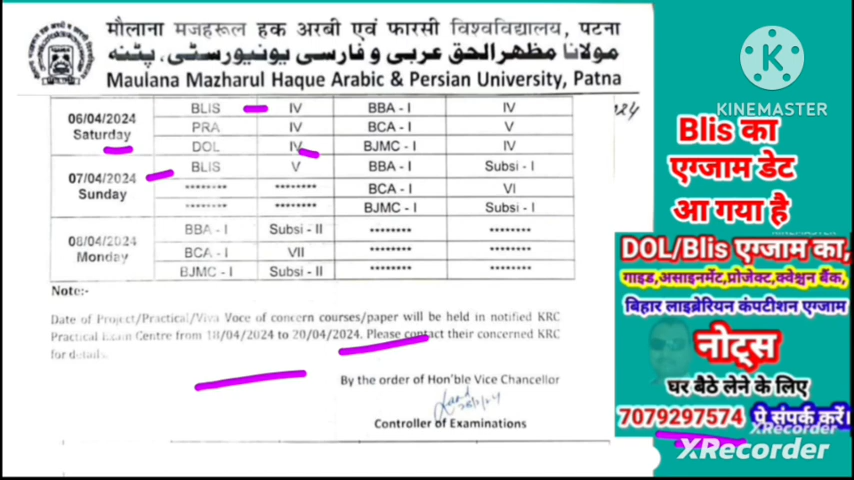 मौलाना मजहरूल हक अरबी एवं फारसी विश्वविद्यालय, पटना
مولانا مظہر الحق عربی و فارسی یونیورسٹی، پٹنہ
Maulana Mazharul Haque Arabic & Persian University, Patna
06/04/2024 Saturday
BLIS IV BBA - I IV
PRA IV BCA - I V
DOL IV BJMC - I IV
07/04/2024 Sunday
BLIS V BBA - I Subsi - I
******** ******** BCA - I VI
******** ******** BJMC - I Subsi - I
08/04/2024 Monday
BBA - I Subsi - II ******** ********
BCA - I VII ******** ********
BJMC - I Subsi - II ******** ********
Note:-
Date of Project/Practical/Viva Voce of concern courses/paper will be held in notified KRC
Practical Exam Centre from 18/04/2024 to 20/04/2024. Please contact their concerned KRC
for details.
By the order of Hon'ble Vice Chancellor
Controller of Examinations
K
KINEMASTER
Blis का
एग्जाम डेट
आ गया है
KINEMASTER
DOL/Blis एग्जाम का,
गाइड,असाइनमेंट,प्रोजेक्ट,क्वेश्चन बैंक,
बिहार लाइब्रेरियन कंपटीशन एग्जाम
नोट्स
घर बैठे लेने के लिए
7079297574 पे संपर्क करें।
XRecorder
XRecorder